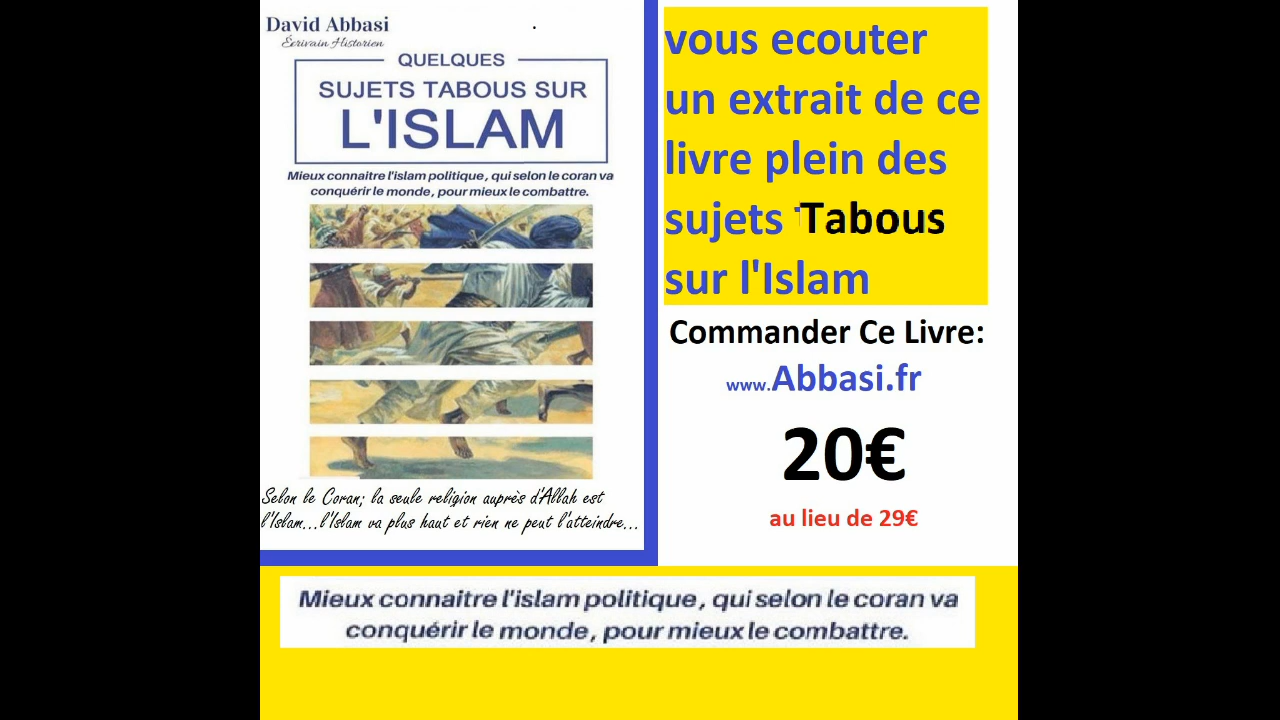 David Abbasi
Écrivain Historien
QUELQUES
SUJETS TABOUS SUR
L'ISLAM
Mieux connaitre l'islam politique, qui selon le coran va
conquérir le monde, pour mieux le combattre.
Selon le Coran; la seule religion auprès d'Allah est
l'Islam...l'Islam va plus haut et rien ne peut l'atteindre...
vous ecouter
un extrait de ce
livre plein des
sujets Tabous
sur l'Islam
Commander Ce Livre:
www.Abbasi.fr
20€
au lieu de 29€
Mieux connaitre l'islam politique, qui selon le coran va
conquérir le monde, pour mieux le combattre.